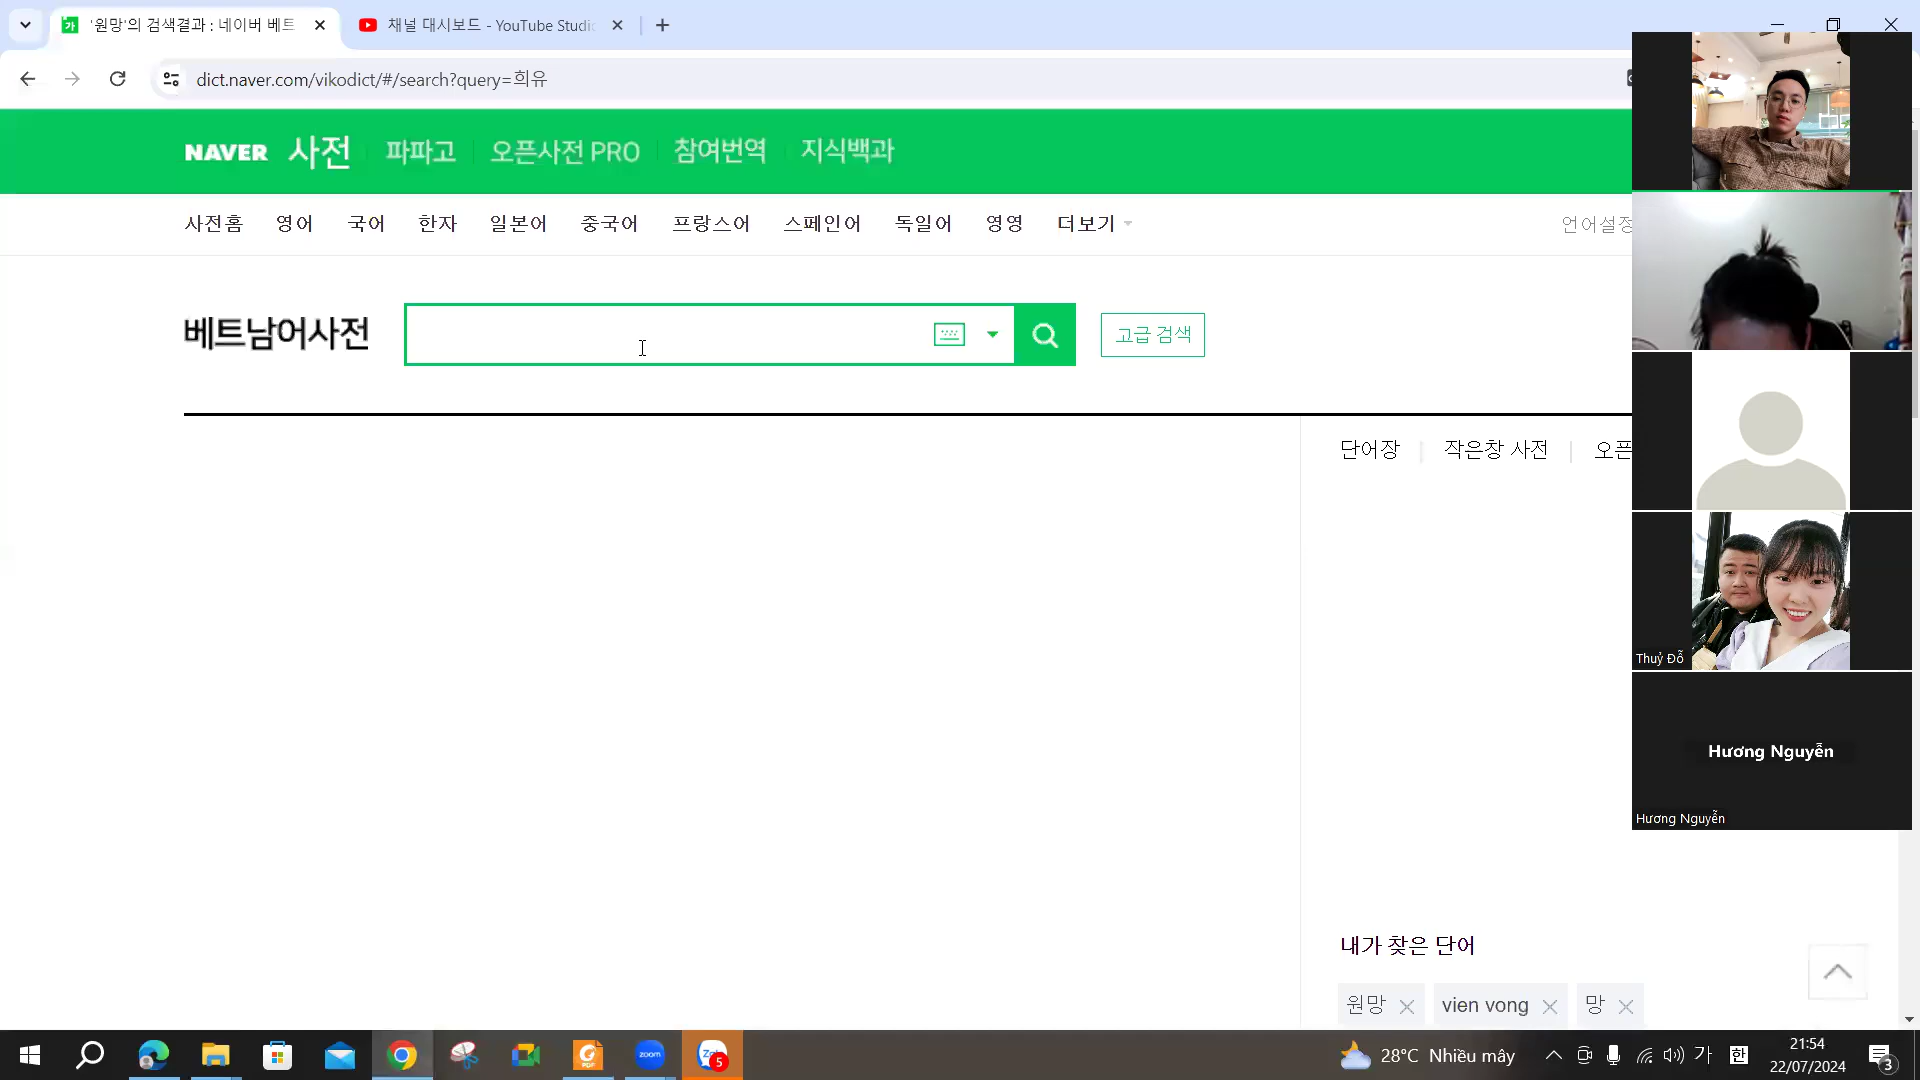 '원망'의 검색결과 : 네이버 베트
채널 대시보드 - YouTube Studio
dict.naver.com/vikodict/#/search?query=희유
NAVER 사전 파파고 오픈사전 PRO 참여번역 지식백과
사전홈 영어 국어 한자 일본어 중국어 프랑스어 스페인어 독일어 영영 더보기 언어설정
베트남어사전
고급 검색
단어장 작은창 사전 오픈
Thuỷ Đỗ
Hương Nguyễn
Hương Nguyễn
내가 찾은 단어
원망 vien vong 망
zoom
5
28°C Nhiều mây
가 한
21:54
22/07/2024
3